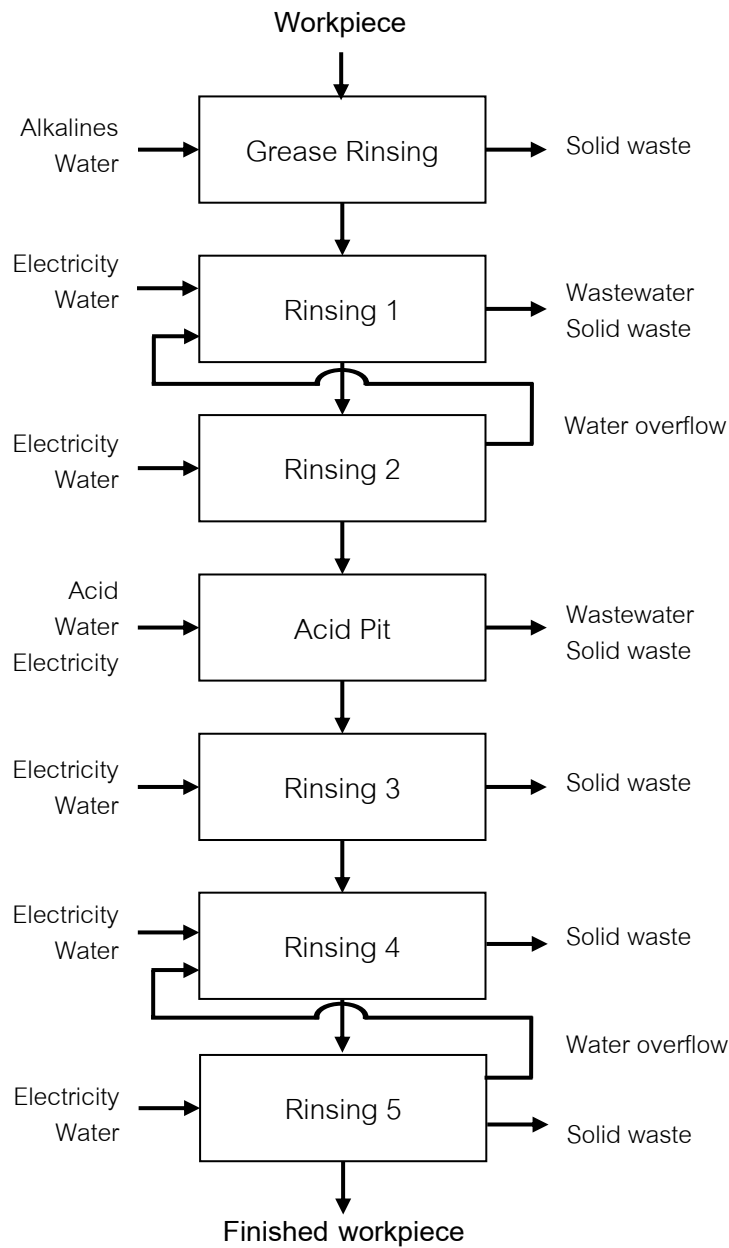 Workpiece
Alkalines
Water
Grease Rinsing
Solid waste
Electricity
Water
Rinsing 1
Wastewater
Solid waste
Water overflow
Electricity
Water
Rinsing 2
Acid
Water
Electricity
Acid Pit
Wastewater
Solid waste
Electricity
Water
Rinsing 3
Solid waste
Electricity
Water
Rinsing 4
Solid waste
Water overflow
Electricity
Water
Rinsing 5
Solid waste
Finished workpiece